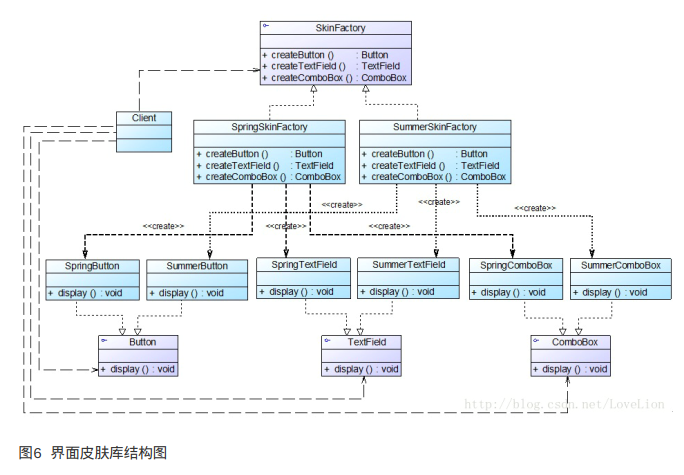 SkinFactory
+ createButton () : Button
+ createTextField () : TextField
+ createComboBox () : ComboBox
Client
SpringSkinFactory
+ createButton () : Button
+ createTextField () : TextField
+ createComboBox () : ComboBox
SummerSkinFactory
+ createButton () : Button
+ createTextField () : TextField
+ createComboBox () : ComboBox
<<create>>
<<create>>
<<create>>
<<create>>
<<create>>
<<create>>
SpringButton
+ display () : void
SummerButton
+ display () : void
SpringTextField
+ display () : void
SummerTextField
+ display () : void
SpringComboBox
+ display () : void
SummerComboBox
+ display () : void
Button
+ display () : void
TextField
+ display () : void
ComboBox
+ display () : void
http://blog.csdn.net/LoveLion
图6 界面皮肤库结构图